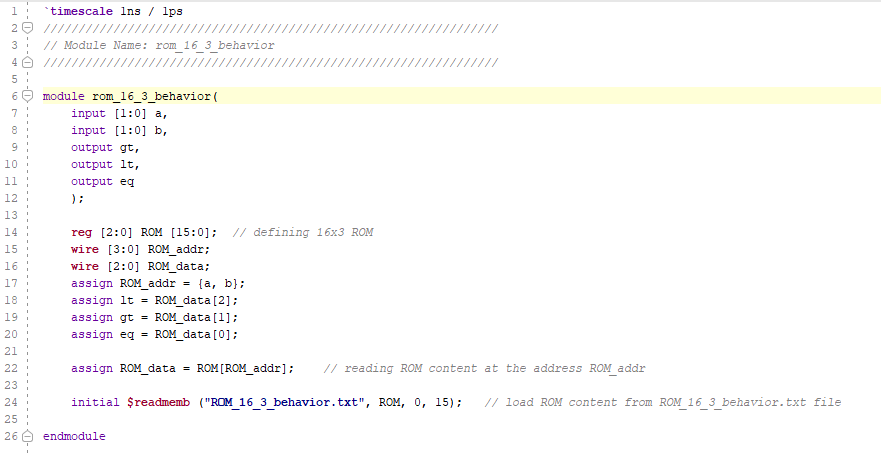 1 `timescale 1ns / 1ps
2 /////////////////////////////////////////////////////////////////
3 // Module Name: rom_16_3_behavior
4 /////////////////////////////////////////////////////////////////
5
6 module rom_16_3_behavior(
7 input [1:0] a,
8 input [1:0] b,
9 output gt,
10 output lt,
11 output eq
12 );
13
14 reg [2:0] ROM [15:0]; // defining 16x3 ROM
15 wire [3:0] ROM_addr;
16 wire [2:0] ROM_data;
17 assign ROM_addr = {a, b};
18 assign lt = ROM_data[2];
19 assign gt = ROM_data[1];
20 assign eq = ROM_data[0];
21
22 assign ROM_data = ROM[ROM_addr]; // reading ROM content at the address ROM_addr
23
24 initial $readmemb ("ROM_16_3_behavior.txt", ROM, 0, 15); // load ROM content from ROM_16_3_behavior.txt file
25
26 endmodule